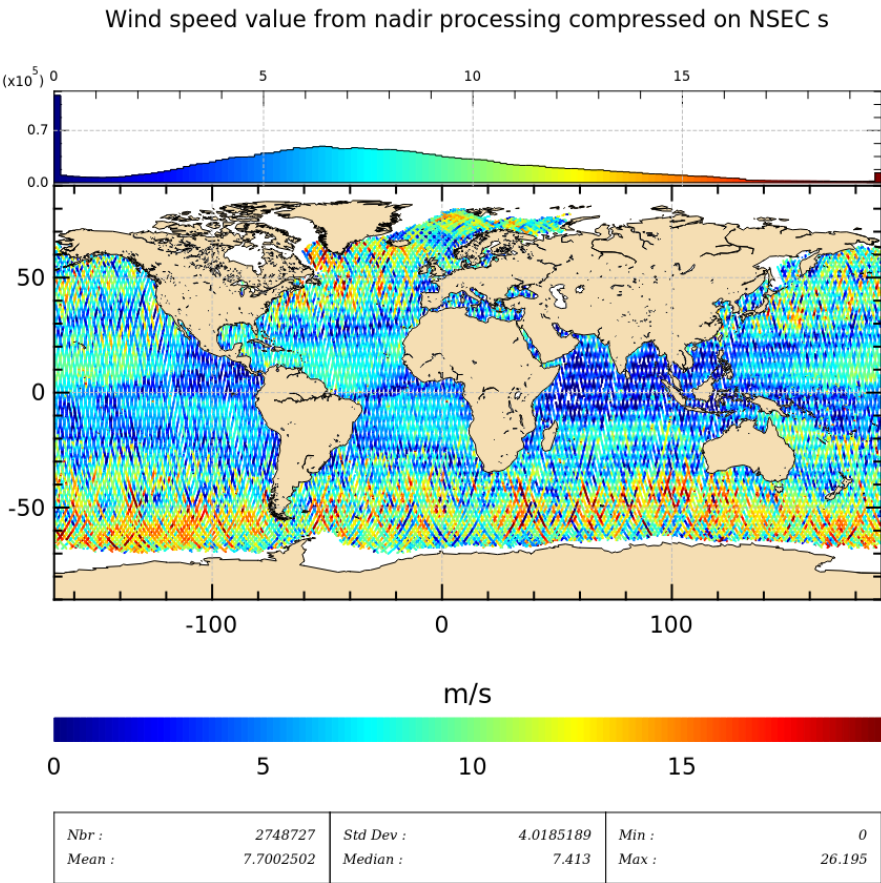 Wind speed value from nadir processing compressed on NSEC s
(x10^5) 0 5 10 15
0.7
0.0
50
0
-50
-100 0 100
m/s
0 5 10 15
Nbr : 2748727 Std Dev : 4.0185189 Min : 0
Mean : 7.7002502 Median : 7.413 Max : 26.195